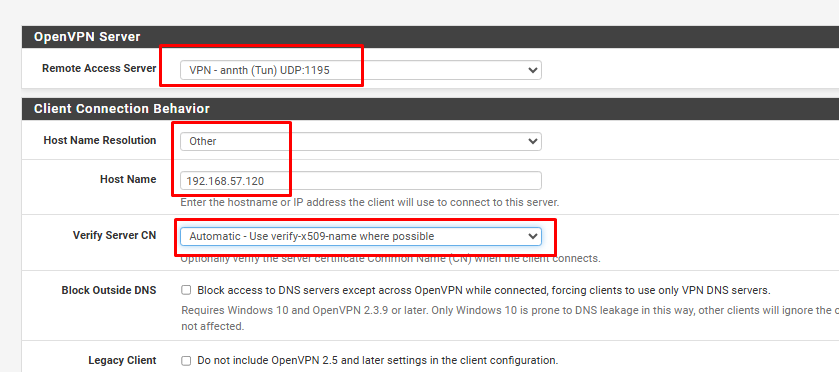 OpenVPN Server
Remote Access Server VPN - annth (Tun) UDP:1195
Client Connection Behavior
Host Name Resolution Other
Host Name 192.168.57.120
Enter the hostname or IP address the client will use to connect to this server.
Verify Server CN Automatic - Use verify-x509-name where possible
Optionally verify the server certificate Common Name (CN) when the client connects.
Block Outside DNS Block access to DNS servers except across OpenVPN while connected, forcing clients to use only VPN DNS servers.
Requires Windows 10 and OpenVPN 2.3.9 or later. Only Windows 10 is prone to DNS leakage in this way, other clients will ignore the
not affected.
Legacy Client Do not include OpenVPN 2.5 and later settings in the client configuration.